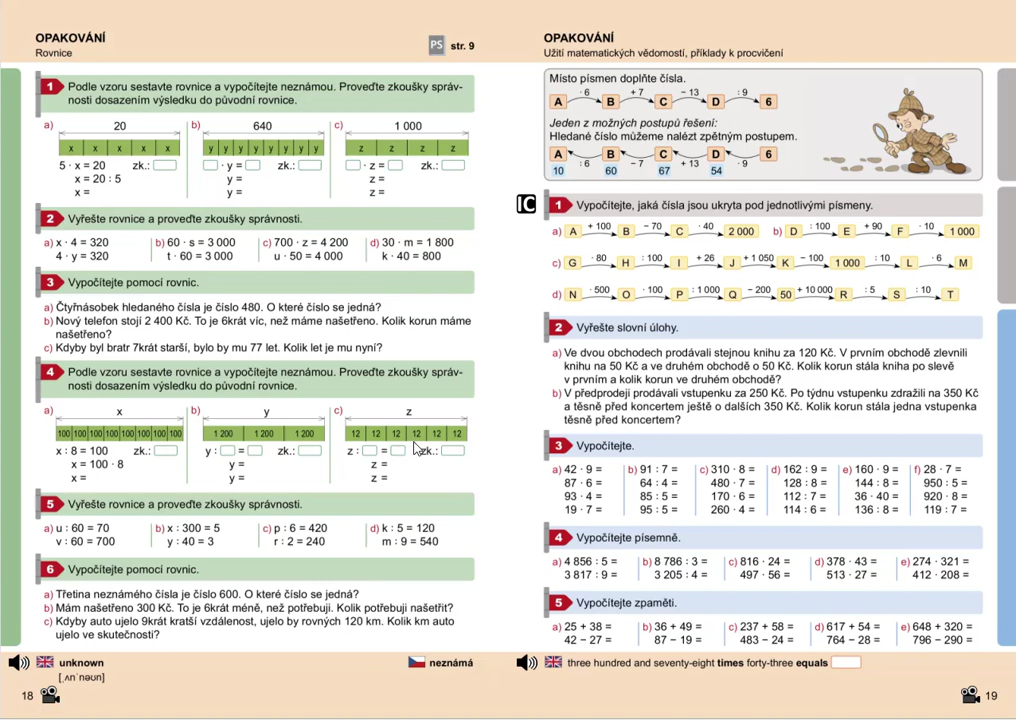 OPAKOVÁNÍ
Rovnice
PS str. 9
1 Podle vzoru sestavte rovnice a vypočítejte neznámou. Proveďte zkoušky správ-
nosti dosazením výsledku do původní rovnice.
a) 20 b) 640 c) 1 000
x x x x x y y y y y y y y z z z z
5 · x = 20 zk.: · y = zk.: · z = zk.:
x = 20 : 5 y = z =
x = y = z =
2 Vyřešte rovnice a proveďte zkoušky správnosti.
a) x · 4 = 320 b) 60 · s = 3 000 c) 700 · z = 4 200 d) 30 · m = 1 800
4 · y = 320 t · 60 = 3 000 u · 50 = 4 000 k · 40 = 800
3 Vypočítejte pomocí rovnic.
a) Čtyřnásobek hledaného čísla je číslo 480. O které číslo se jedná?
b) Nový telefon stojí 2 400 Kč. To je 6krát víc, než máme našetřeno. Kolik korun máme
našetřeno?
c) Kdyby byl bratr 7krát starší, bylo by mu 77 let. Kolik let je mu nyní?
4 Podle vzoru sestavte rovnice a vypočítejte neznámou. Proveďte zkoušky správ-
nosti dosazením výsledku do původní rovnice.
a) x b) y c) z
100 100 100 100 100 100 100 100 1 200 1 200 1 200 12 12 12 12 12 12
x : 8 = 100 zk.: y : = zk.: z : = zk.:
x = 100 · 8 y = z =
x = y = z =
5 Vyřešte rovnice a proveďte zkoušky správnosti.
a) u : 60 = 70 b) x : 300 = 5 c) p : 6 = 420 d) k : 5 = 120
v : 60 = 700 y : 40 = 3 r : 2 = 240 m : 9 = 540
6 Vypočítejte pomocí rovnic.
a) Třetina neznámého čísla je číslo 600. O které číslo se jedná?
b) Mám našetřeno 300 Kč. To je 6krát méně, než potřebuji. Kolik potřebuji našetřit?
c) Kdyby auto ujelo 9krát kratší vzdálenost, ujelo by rovných 120 km. Kolik km auto
ujelo ve skutečnosti?
unknown neznámá
[ˌʌnˈnəʊn]
18
OPAKOVÁNÍ
Užití matematických vědomostí, příklady k procvičení
Místo písmen doplňte čísla.
· 6 + 7 − 13 : 9
A B C D 6
Jeden z možných postupů řešení:
Hledané číslo můžeme nalézt zpětným postupem.
A B C D 6
: 6 − 7 + 13 · 9
10 60 67 54
IC
1 Vypočítejte, jaká čísla jsou ukryta pod jednotlivými písmeny.
a) A + 100 B − 70 C · 40 2 000 b) D : 100 E + 90 F · 10 1 000
c) G · 80 H : 100 I + 26 J + 1 050 K − 100 1 000 : 10 L · 6 M
d) N · 500 O · 100 P : 1 000 Q − 200 50 + 10 000 R : 5 S : 10 T
2 Vyřešte slovní úlohy.
a) Ve dvou obchodech prodávali stejnou knihu za 120 Kč. V prvním obchodě zlevnili
knihu na 50 Kč a ve druhém obchodě o 50 Kč. Kolik korun stála kniha po slevě
v prvním a kolik korun ve druhém obchodě?
b) V předprodeji prodávali vstupenku za 250 Kč. Po týdnu vstupenku zdražili na 350 Kč
a těsně před koncertem ještě o dalších 350 Kč. Kolik korun stála jedna vstupenka
těsně před koncertem?
3 Vypočítejte.
a) 42 · 9 = b) 91 : 7 = c) 310 · 8 = d) 162 : 9 = e) 160 · 9 = f) 28 · 7 =
87 · 6 = 64 : 4 = 480 · 7 = 128 : 8 = 144 : 8 = 950 : 5 =
93 · 4 = 85 : 5 = 170 · 6 = 112 : 7 = 36 · 40 = 920 : 8 =
19 · 7 = 95 : 5 = 260 · 4 = 114 : 6 = 136 : 8 = 119 : 7 =
4 Vypočítejte písemně.
a) 4 856 : 5 = b) 8 786 : 3 = c) 816 · 24 = d) 378 · 43 = e) 274 · 321 =
3 817 : 9 = 3 205 : 4 = 497 · 56 = 513 · 27 = 412 · 208 =
5 Vypočítejte zpaměti.
a) 25 + 38 = b) 36 + 49 = c) 237 + 58 = d) 617 + 54 = e) 648 + 320 =
42 − 27 = 87 − 19 = 483 − 24 = 764 − 28 = 796 − 290 =
three hundred and seventy-eight times forty-three equals
19